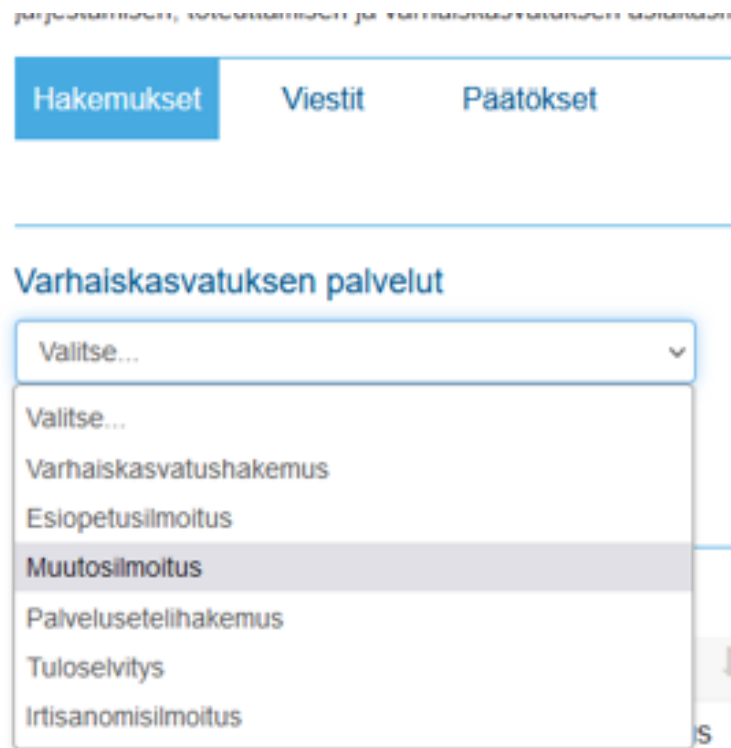 Hakemukset Viestit Päätökset
Varhaiskasvatuksen palvelut
Valitse...
Valitse...
Varhaiskasvatushakemus
Esiopetusilmoitus
Muutosilmoitus
Palvelusetelihakemus
Tuloselvitys
Irtisanomisilmoitus